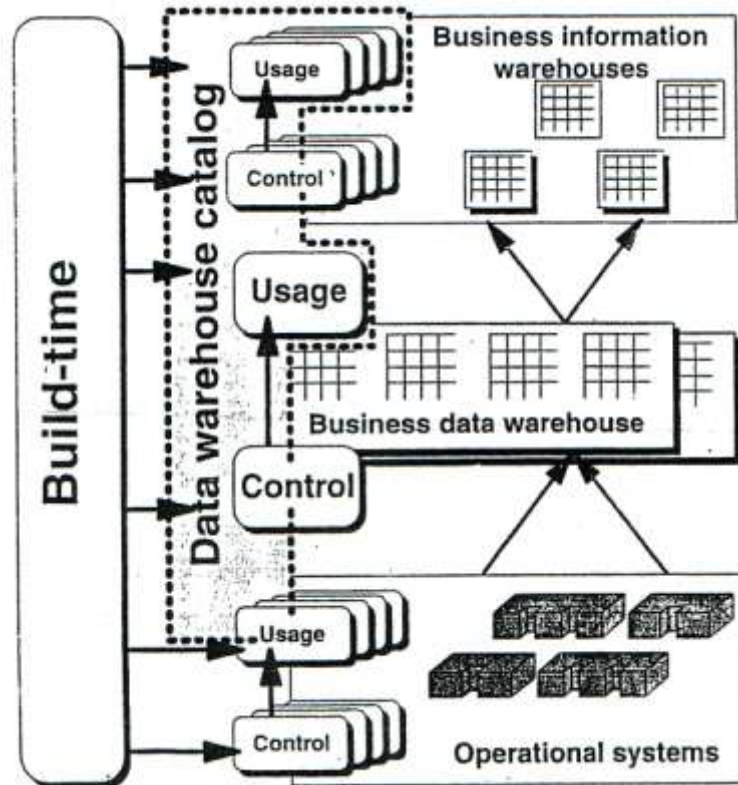 Build-time
Data warehouse catalog
Usage
Control
Business information
warehouses
Usage
Business data warehouse
Control
Usage
Control
Operational systems